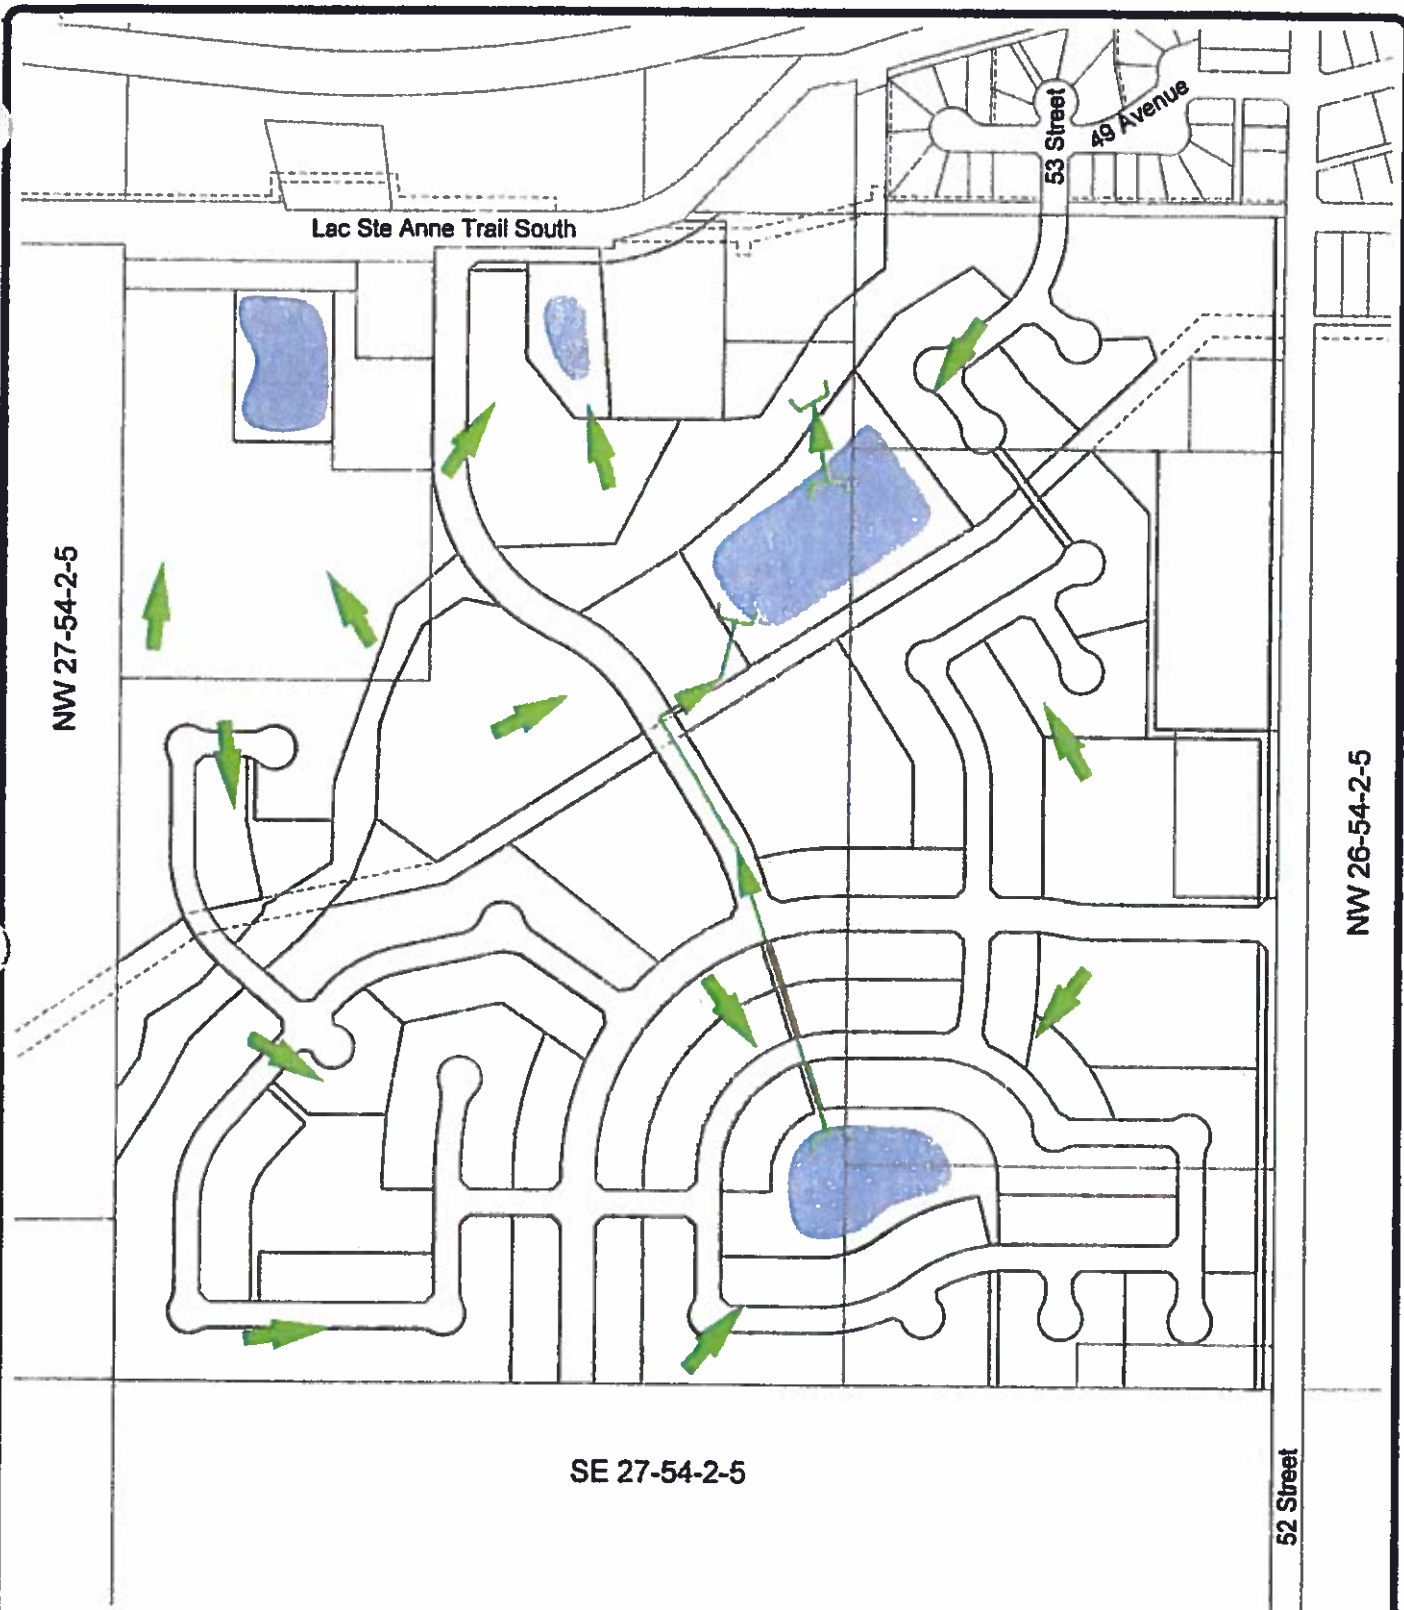 53 Street
49 Avenue
Lac Ste Anne Trail South
NW 27-54-2-5
NW 26-54-2-5
SE 27-54-2-5
52 Street